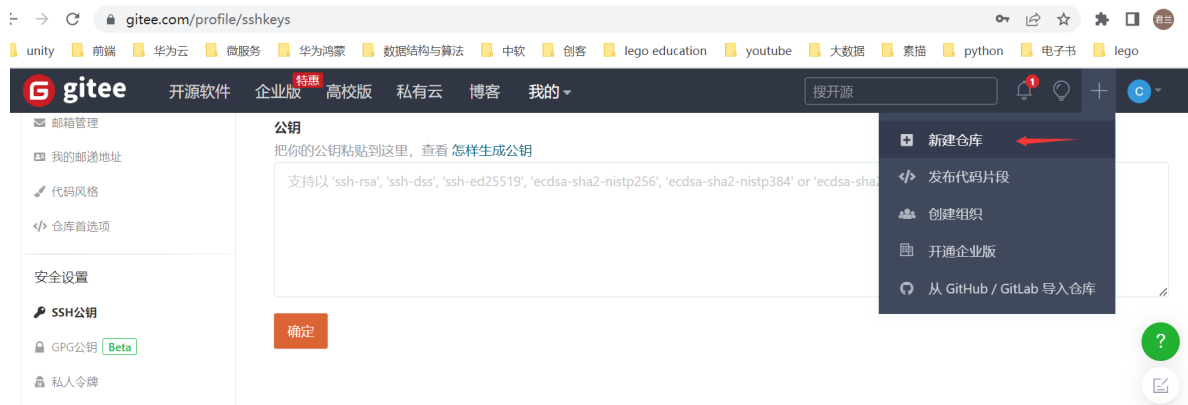 gitee.com/profile/sshkeys
君兰
unity 前端 华为云 微服务 华为鸿蒙 数据结构与算法 中软 创客 lego education youtube 大数据 素描 python 电子书 lego
G gitee 开源软件 企业版 特惠 高校版 私有云 博客 我的 搜开源 1 C
邮箱管理
我的邮递地址
代码风格
仓库首选项
安全设置
SSH公钥
GPG公钥 Beta
私人令牌
公钥
把你的公钥粘贴到这里，查看 怎样生成公钥
支持以 'ssh-rsa', 'ssh-dss', 'ssh-ed25519', 'ecdsa-sha2-nistp256', 'ecdsa-sha2-nistp384' or 'ecdsa-sha2
确定
新建仓库
发布代码片段
创建组织
开通企业版
从 GitHub / GitLab 导入仓库
?